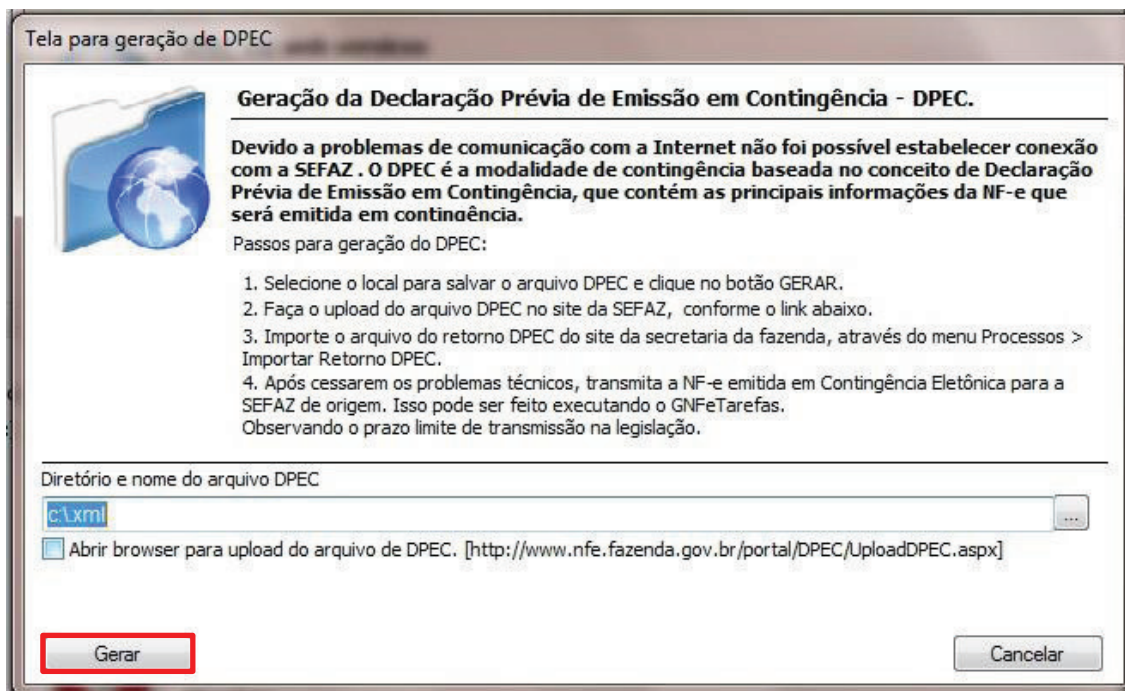 Tela para geração de DPEC
Geração da Declaração Prévia de Emissão em Contingência - DPEC.
Devido a problemas de comunicação com a Internet não foi possível estabelecer conexão
com a SEFAZ . O DPEC é a modalidade de contingência baseada no conceito de Declaração
Prévia de Emissão em Contingência, que contém as principais informações da NF-e que
será emitida em contingência.
Passos para geração do DPEC:
1. Selecione o local para salvar o arquivo DPEC e clique no botão GERAR.
2. Faça o upload do arquivo DPEC no site da SEFAZ, conforme o link abaixo.
3. Importe o arquivo do retorno DPEC do site da secretaria da fazenda, através do menu Processos >
Importar Retorno DPEC.
4. Após cessarem os problemas técnicos, transmita a NF-e emitida em Contingência Eletônica para a
SEFAZ de origem. Isso pode ser feito executando o GNFeTarefas.
Observando o prazo limite de transmissão na legislação.
Diretório e nome do arquivo DPEC
c:\xml
...
Abrir browser para upload do arquivo de DPEC. [http://www.nfe.fazenda.gov.br/portal/DPEC/UploadDPEC.aspx]
Gerar
Cancelar